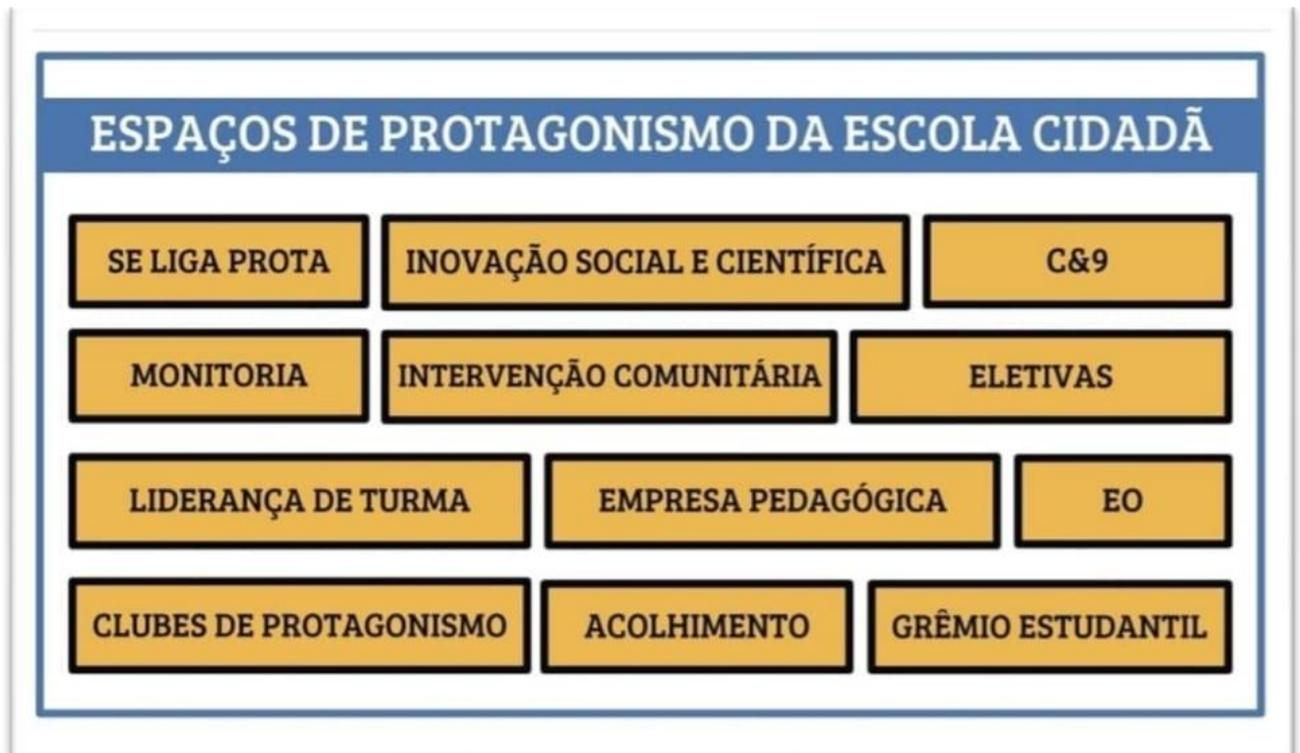 ESPAÇOS DE PROTAGONISMO DA ESCOLA CIDADÃ
SE LIGA PROTA
INOVAÇÃO SOCIAL E CIENTÍFICA
C&9
MONITORIA
INTERVENÇÃO COMUNITÁRIA
ELETIVAS
LIDERANÇA DE TURMA
EMPRESA PEDAGÓGICA
EO
CLUBES DE PROTAGONISMO
ACOLHIMENTO
GRÊMIO ESTUDANTIL